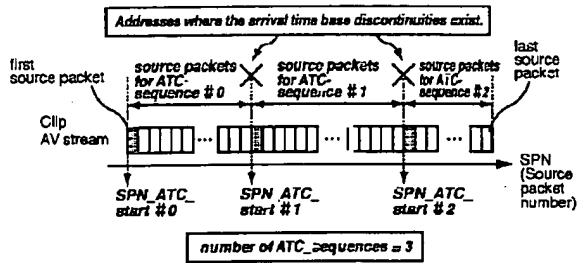 Addresses where the arrival time base discontinuities exist.
first
source packet
source packets
for ATC-
sequence #0
source packets
for ATC-
sequence #1
source packets
for ATC-
sequence #2
last
source
packet
Clip
AV stream
...
...
...
SPN
(Source
packet
number)
SPN_ATC_
start #0
SPN_ATC_
start #1
SPN_ATC_
start #2
number of ATC_sequences = 3